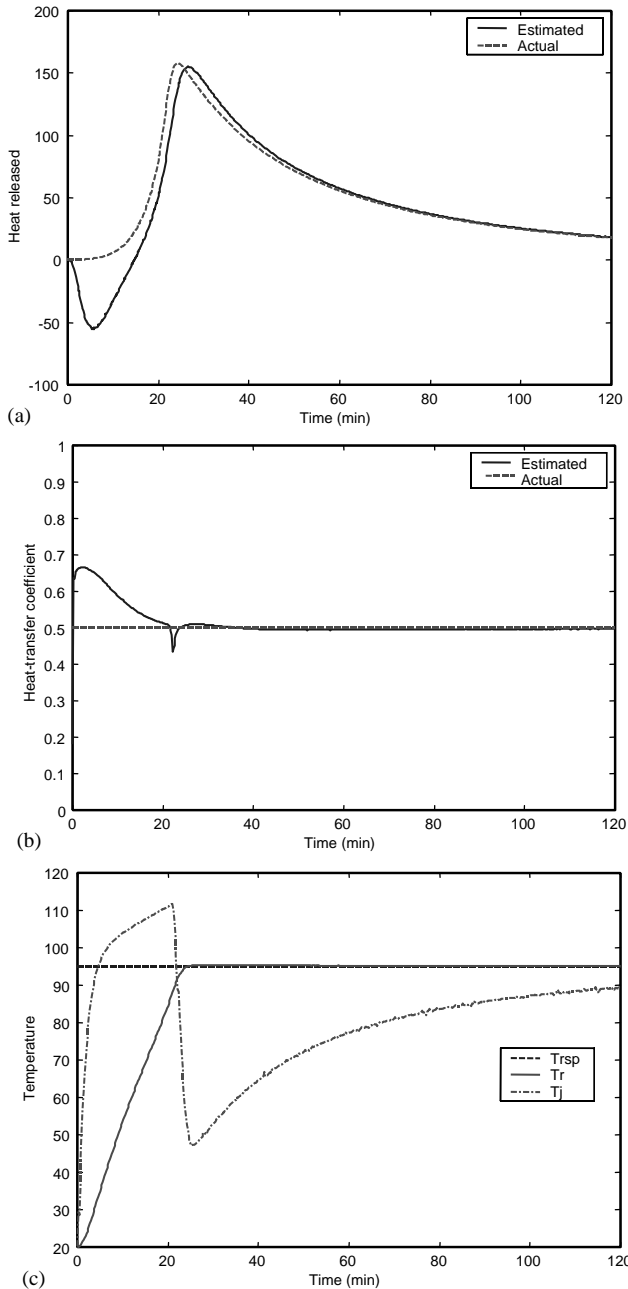 200
150
100
50
0
-50
-100
Heat released
Estimated
Actual
0 20 40 60 80 100 120
Time (min)
(a)
1
0.9
0.8
0.7
0.6
0.5
0.4
0.3
0.2
0.1
0
Heat-transfer coefficient
Estimated
Actual
0 20 40 60 80 100 120
Time (min)
(b)
120
110
100
90
80
70
60
50
40
30
20
Temperature
Trsp
Tr
Tj
0 20 40 60 80 100 120
Time (min)
(c)